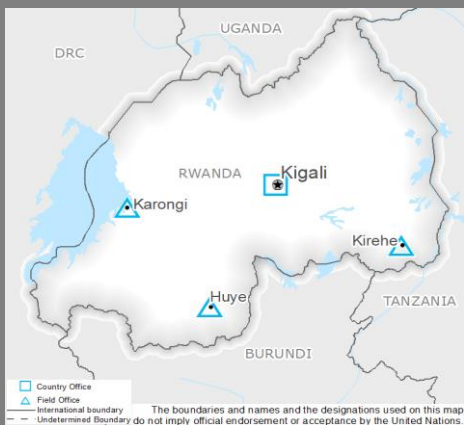 UGANDA
DRC
RWANDA
Kigali
Karongi
Kirehe
Huye
TANZANIA
BURUNDI
Country Office
Field Office
International boundary
Undetermined Boundary
The boundaries and names and the designations used on this map
do not imply official endorsement or acceptance by the United Nations.